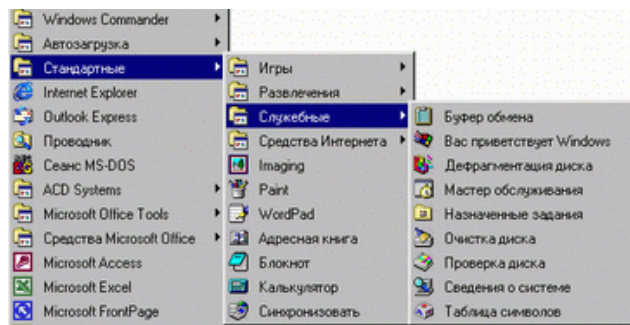 Windows Commander
Автозагрузка
Стандартные
Internet Explorer
Outlook Express
Проводник
Сеанс MS-DOS
ACD Systems
Microsoft Office Tools
Средства Microsoft Office
Microsoft Access
Microsoft Excel
Microsoft FrontPage
Игры
Развлечения
Служебные
Средства Интернета
Imaging
Paint
WordPad
Адресная книга
Блокнот
Калькулятор
Синхронизовать
Буфер обмена
Вас приветствует Windows
Дефрагментация диска
Мастер обслуживания
Назначенные задания
Очистка диска
Проверка диска
Сведения о системе
Таблица символов